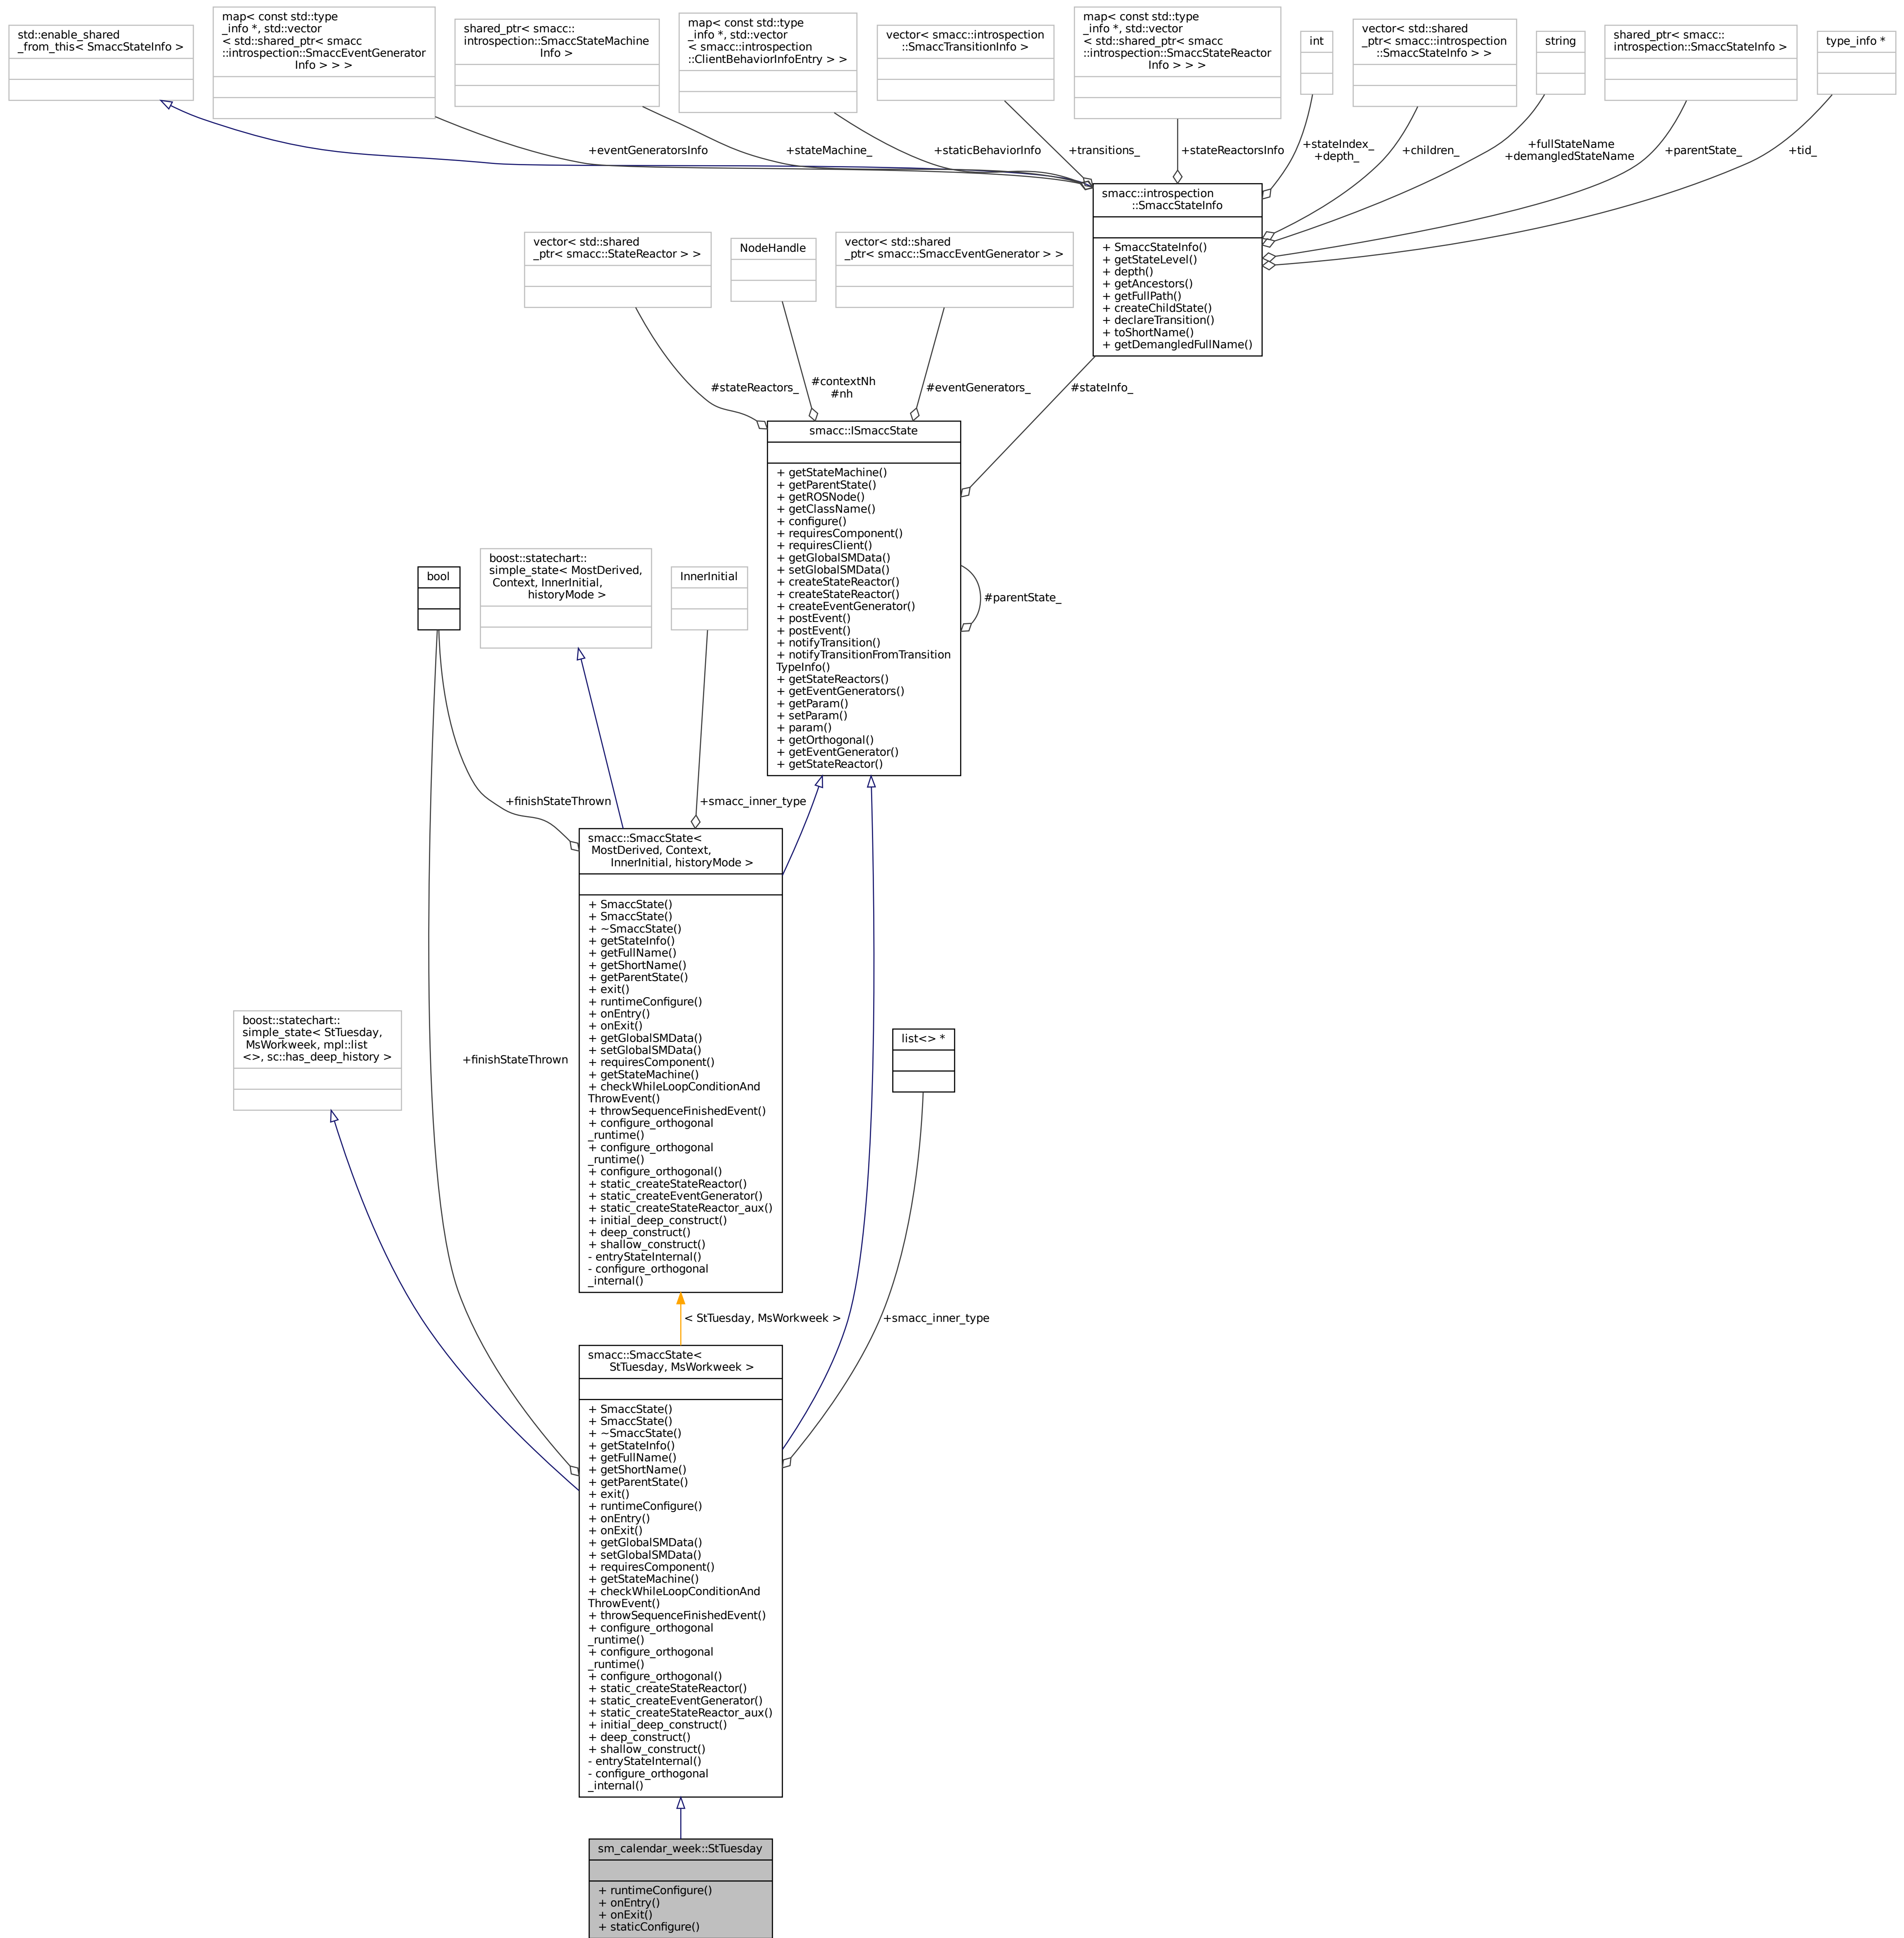 std::enable_shared
_from_this< SmaccStateInfo >
map< const std::type
_info *, std::vector
< std::shared_ptr< smacc
::introspection::SmaccEventGenerator
Info > > >
shared_ptr< smacc::
introspection::SmaccStateMachine
Info >
map< const std::type
_info *, std::vector
< smacc::introspection
::ClientBehaviorInfoEntry > >
vector< smacc::introspection
::SmaccTransitionInfo >
map< const std::type
_info *, std::vector
< std::shared_ptr< smacc
::introspection::SmaccStateReactor
Info > > >
int
vector< std::shared
_ptr< smacc::introspection
::SmaccStateInfo > >
string
shared_ptr< smacc::
introspection::SmaccStateInfo >
type_info *
+eventGeneratorsInfo
+stateMachine_
+staticBehaviorInfo
+transitions_
+stateReactorsInfo
+stateIndex_
+depth_
+children_
+fullStateName
+demangledStateName
+parentState_
+tid_
smacc::introspection
::SmaccStateInfo
+ SmaccStateInfo()
+ getStateLevel()
+ depth()
+ getAncestors()
+ getFullPath()
+ createChildState()
+ declareTransition()
+ toShortName()
+ getDemangledFullName()
vector< std::shared
_ptr< smacc::StateReactor > >
NodeHandle
vector< std::shared
_ptr< smacc::SmaccEventGenerator > >
#stateReactors_
#contextNh
#nh
#eventGenerators_
#stateInfo_
smacc::ISmaccState
+ getStateMachine()
+ getParentState()
+ getROSNode()
+ getClassName()
+ configure()
+ requiresComponent()
+ requiresClient()
+ getGlobalSMData()
+ setGlobalSMData()
+ createStateReactor()
+ createStateReactor()
+ createEventGenerator()
+ postEvent()
+ postEvent()
+ notifyTransition()
+ notifyTransitionFromTransition
TypeInfo()
+ getStateReactors()
+ getEventGenerators()
+ getParam()
+ setParam()
+ param()
+ getOrthogonal()
+ getEventGenerator()
+ getStateReactor()
#parentState_
bool
boost::statechart::
simple_state< MostDerived,
Context, InnerInitial,
historyMode >
InnerInitial
+finishStateThrown
+smacc_inner_type
smacc::SmaccState<
MostDerived, Context,
InnerInitial, historyMode >
+ SmaccState()
+ SmaccState()
+ ~SmaccState()
+ getStateInfo()
+ getFullName()
+ getShortName()
+ getParentState()
+ exit()
+ runtimeConfigure()
+ onEntry()
+ onExit()
+ getGlobalSMData()
+ setGlobalSMData()
+ requiresComponent()
+ getStateMachine()
+ checkWhileLoopConditionAnd
ThrowEvent()
+ throwSequenceFinishedEvent()
+ configure_orthogonal
_runtime()
+ configure_orthogonal
_runtime()
+ configure_orthogonal()
+ static_createStateReactor()
+ static_createEventGenerator()
+ static_createStateReactor_aux()
+ initial_deep_construct()
+ deep_construct()
+ shallow_construct()
- entryStateInternal()
- configure_orthogonal
_internal()
boost::statechart::
simple_state< StTuesday,
MsWorkweek, mpl::list
<>, sc::has_deep_history >
+finishStateThrown
list<> *
< StTuesday, MsWorkweek >
+smacc_inner_type
smacc::SmaccState<
StTuesday, MsWorkweek >
+ SmaccState()
+ SmaccState()
+ ~SmaccState()
+ getStateInfo()
+ getFullName()
+ getShortName()
+ getParentState()
+ exit()
+ runtimeConfigure()
+ onEntry()
+ onExit()
+ getGlobalSMData()
+ setGlobalSMData()
+ requiresComponent()
+ getStateMachine()
+ checkWhileLoopConditionAnd
ThrowEvent()
+ throwSequenceFinishedEvent()
+ configure_orthogonal
_runtime()
+ configure_orthogonal
_runtime()
+ configure_orthogonal()
+ static_createStateReactor()
+ static_createEventGenerator()
+ static_createStateReactor_aux()
+ initial_deep_construct()
+ deep_construct()
+ shallow_construct()
- entryStateInternal()
- configure_orthogonal
_internal()
sm_calendar_week::StTuesday
+ runtimeConfigure()
+ onEntry()
+ onExit()
+ staticConfigure()